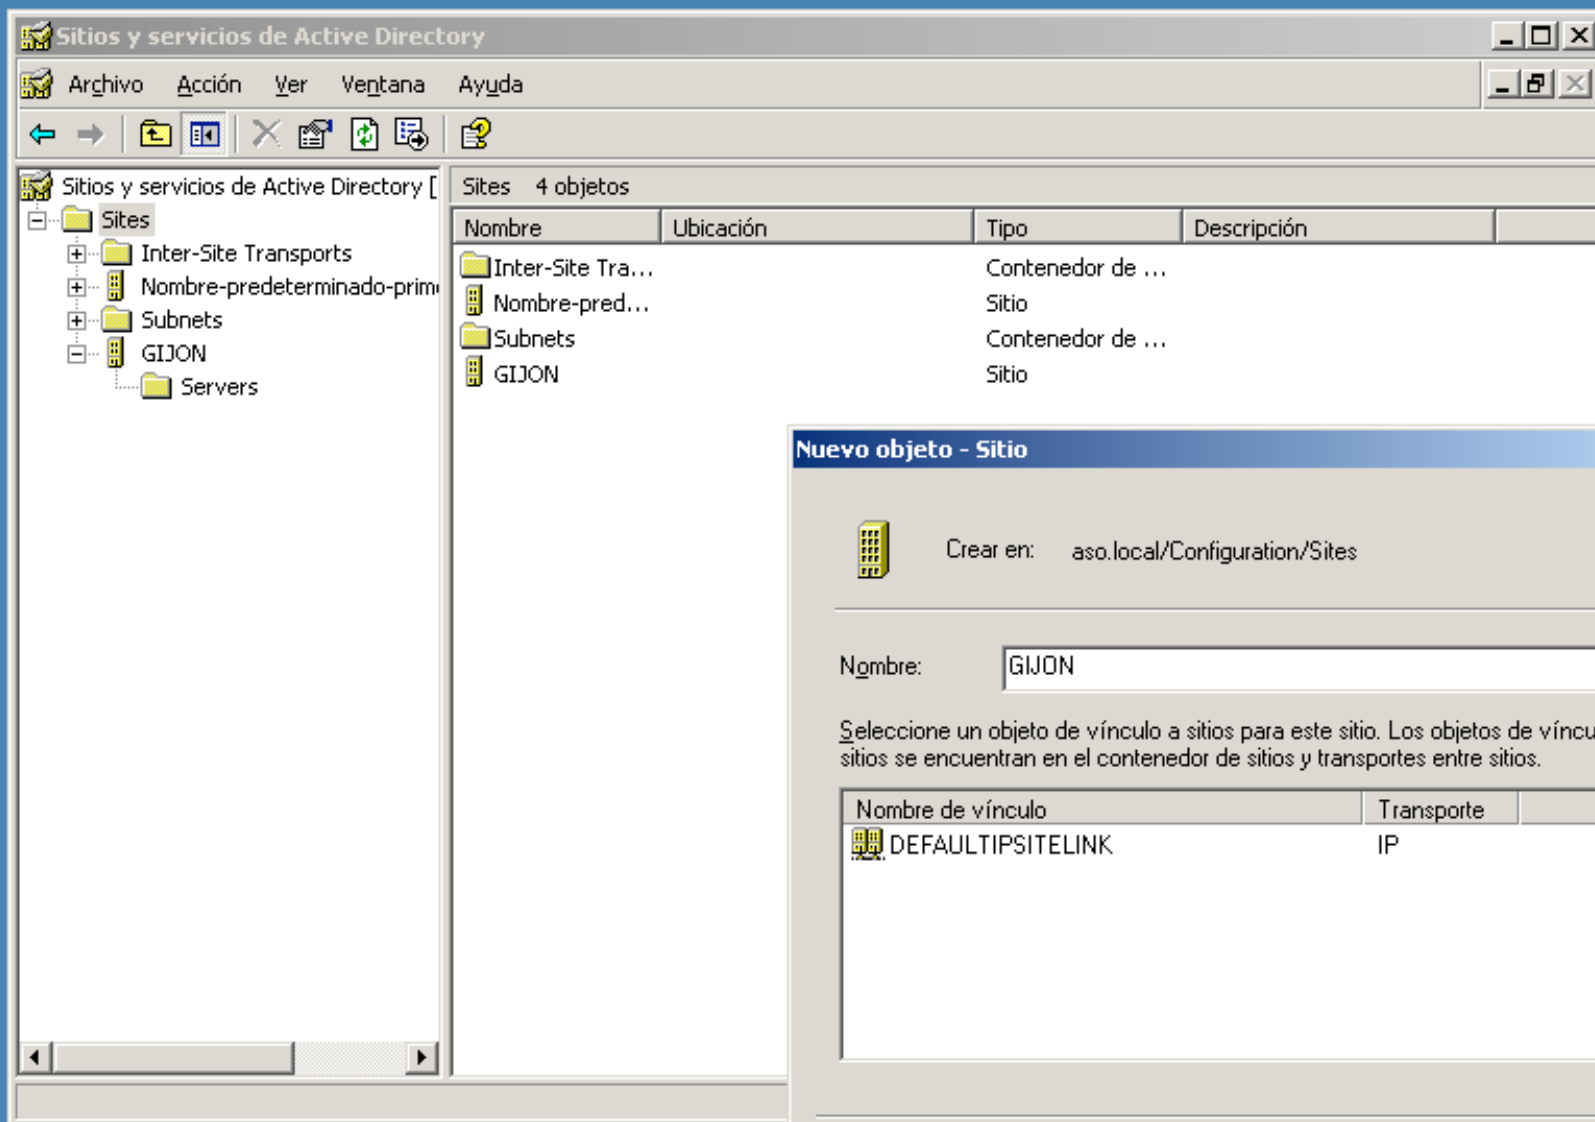 Sitios y servicios de Active Directory
Archivo Acción Ver Ventana Ayuda
Sitios y servicios de Active Directory [
Sites
Inter-Site Transports
Nombre-predeterminado-prim
Subnets
GIJON
Servers
Sites 4 objetos
Nombre Ubicación Tipo Descripción
Inter-Site Tra... Contenedor de ...
Nombre-pred... Sitio
Subnets Contenedor de ...
GIJON Sitio
Nuevo objeto - Sitio
Crear en: aso.local/Configuration/Sites
Nombre: GIJON
Seleccione un objeto de vínculo a sitios para este sitio. Los objetos de víncu
sitios se encuentran en el contenedor de sitios y transportes entre sitios.
Nombre de vínculo Transporte
DEFAULTIPSITELINK IP